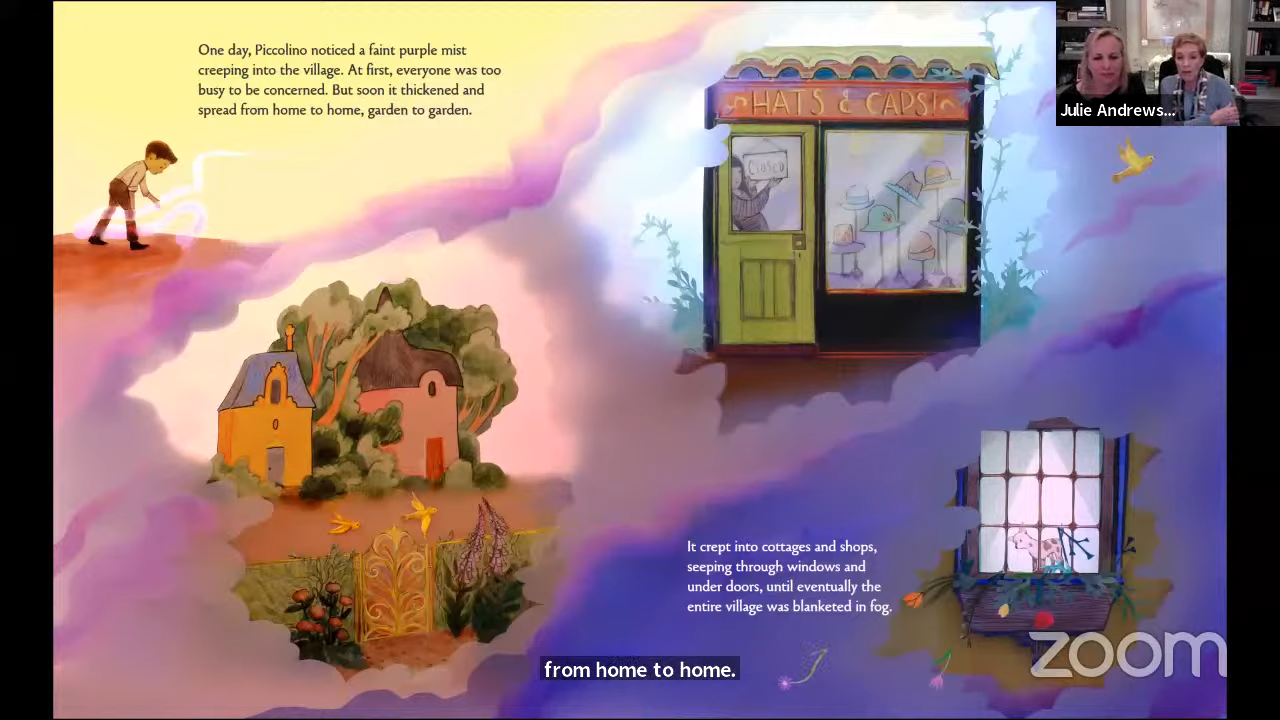 One day, Piccolino noticed a faint purple mist
creeping into the village. At first, everyone was too
busy to be concerned. But soon it thickened and
spread from home to home, garden to garden.
HATS & CAPS!
CLOSED
Julie Andrews...
It crept into cottages and shops,
seeping through windows and
under doors, until eventually the
entire village was blanketed in fog.
zoom
from home to home.